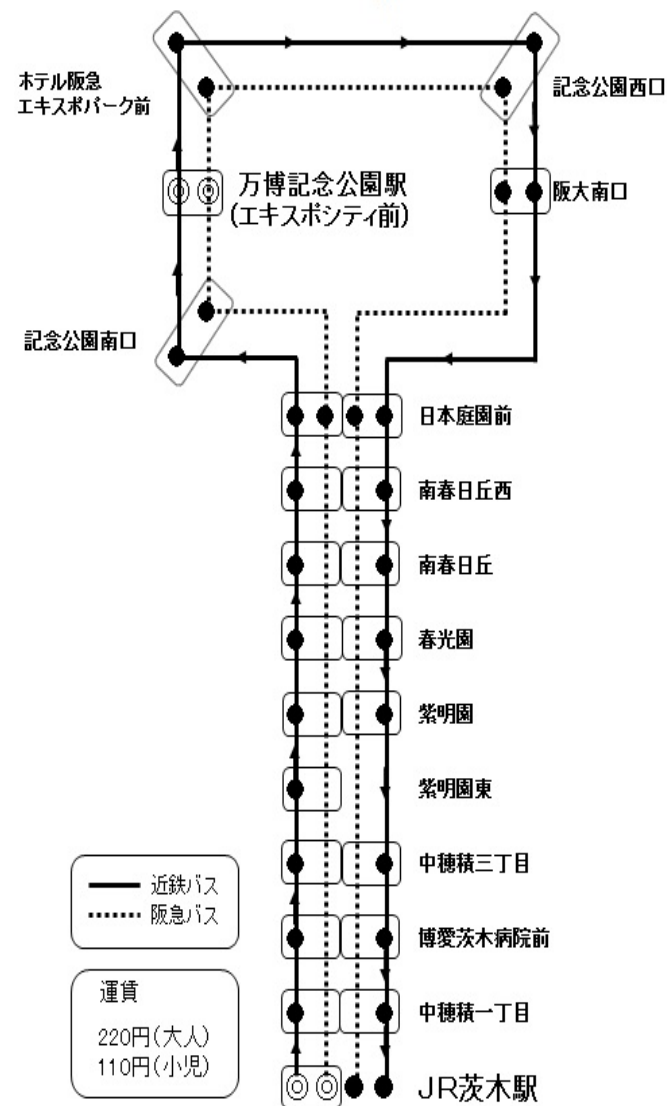 ホテル阪急
エキスポパーク前
記念公園西口
万博記念公園駅
(エキスポシティ前)
阪大南口
記念公園南口
日本庭園前
南春日丘西
南春日丘
春光園
紫明園
紫明園東
中穂積三丁目
近鉄バス
阪急バス
博愛茨木病院前
運賃
220円(大人)
110円(小児)
中穂積一丁目
JR茨木駅